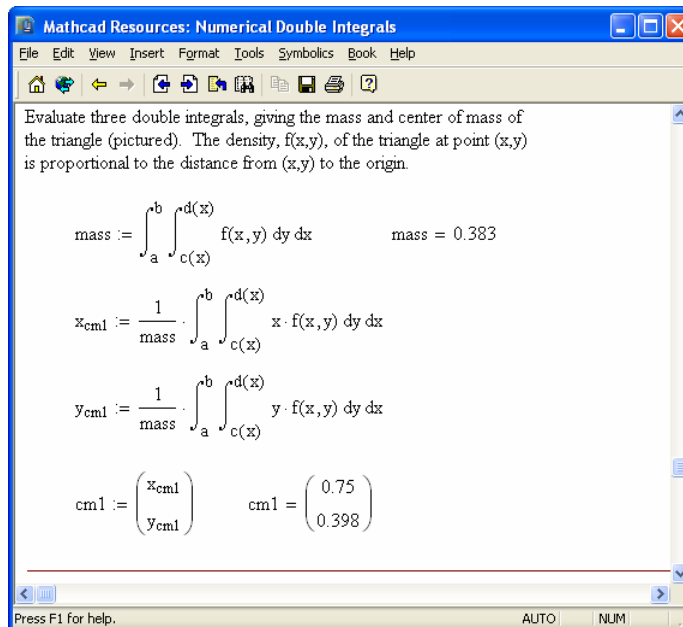 Mathcad Resources: Numerical Double Integrals
File Edit View Insert Format Tools Symbolics Book Help
Evaluate three double integrals, giving the mass and center of mass of
the triangle (pictured). The density, f(x,y), of the triangle at point (x,y)
is proportional to the distance from (x,y) to the origin.
mass := ∫_a^b ∫_c(x)^d(x) f(x,y) dy dx mass = 0.383
x_cm1 := 1/mass · ∫_a^b ∫_c(x)^d(x) x · f(x,y) dy dx
y_cm1 := 1/mass · ∫_a^b ∫_c(x)^d(x) y · f(x,y) dy dx
cm1 := (x_cm1 y_cm1) cm1 = (0.75 0.398)
Press F1 for help. AUTO NUM